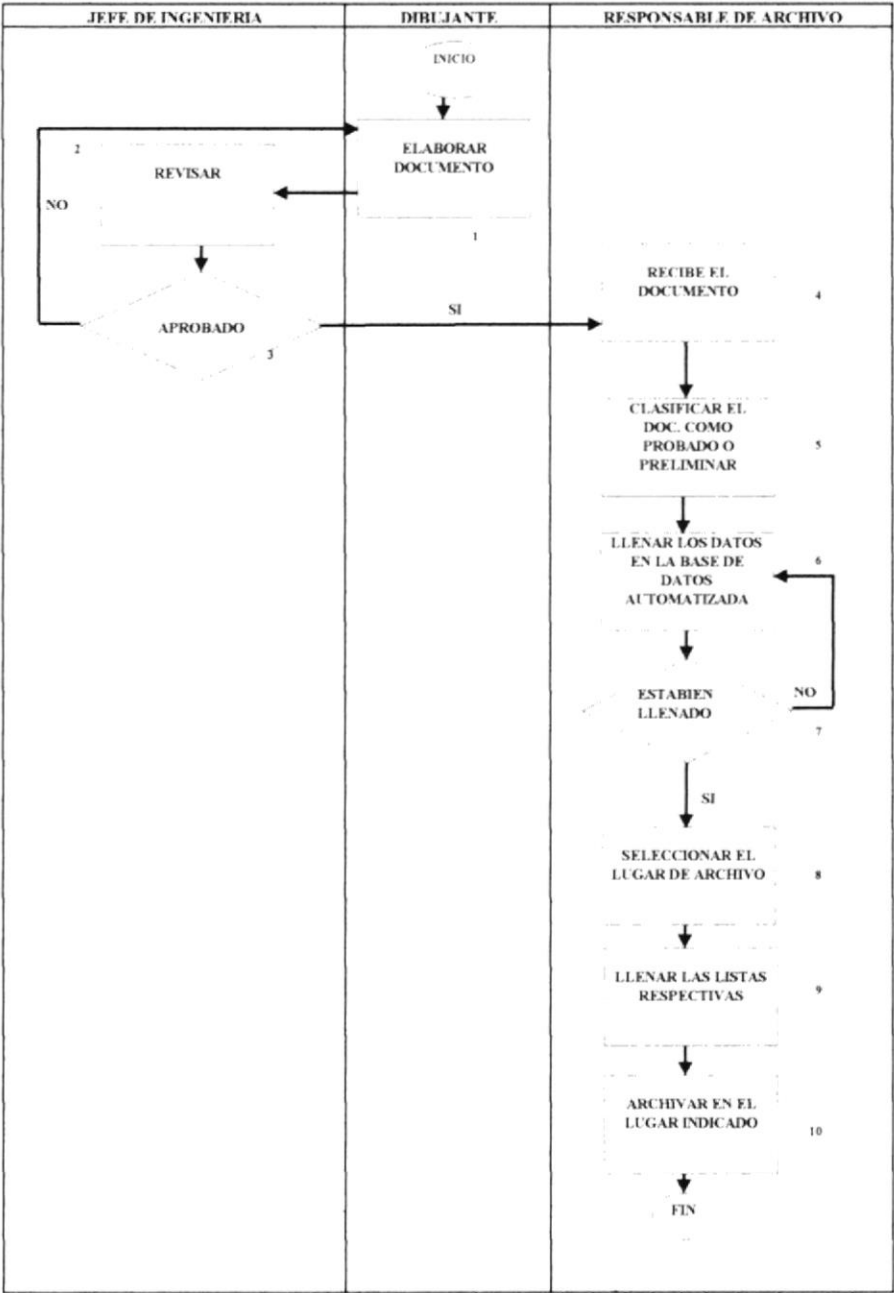 JEFE DE INGENIERIA
DIBUJANTE
RESPONSABLE DE ARCHIVO
INICIO
ELABORAR
DOCUMENTO
1
2
REVISAR
NO
APROBADO
3
SI
RECIBE EL
DOCUMENTO
4
CLASIFICAR EL
DOC. COMO
PROBADO O
PRELIMINAR
5
LLENAR LOS DATOS
EN LA BASE DE
DATOS
AUTOMATIZADA
6
ESTABIEN
LLENADO
NO
7
SI
SELECCIONAR EL
LUGAR DE ARCHIVO
8
LLENAR LAS LISTAS
RESPECTIVAS
9
ARCHIVAR EN EL
LUGAR INDICADO
10
FIN